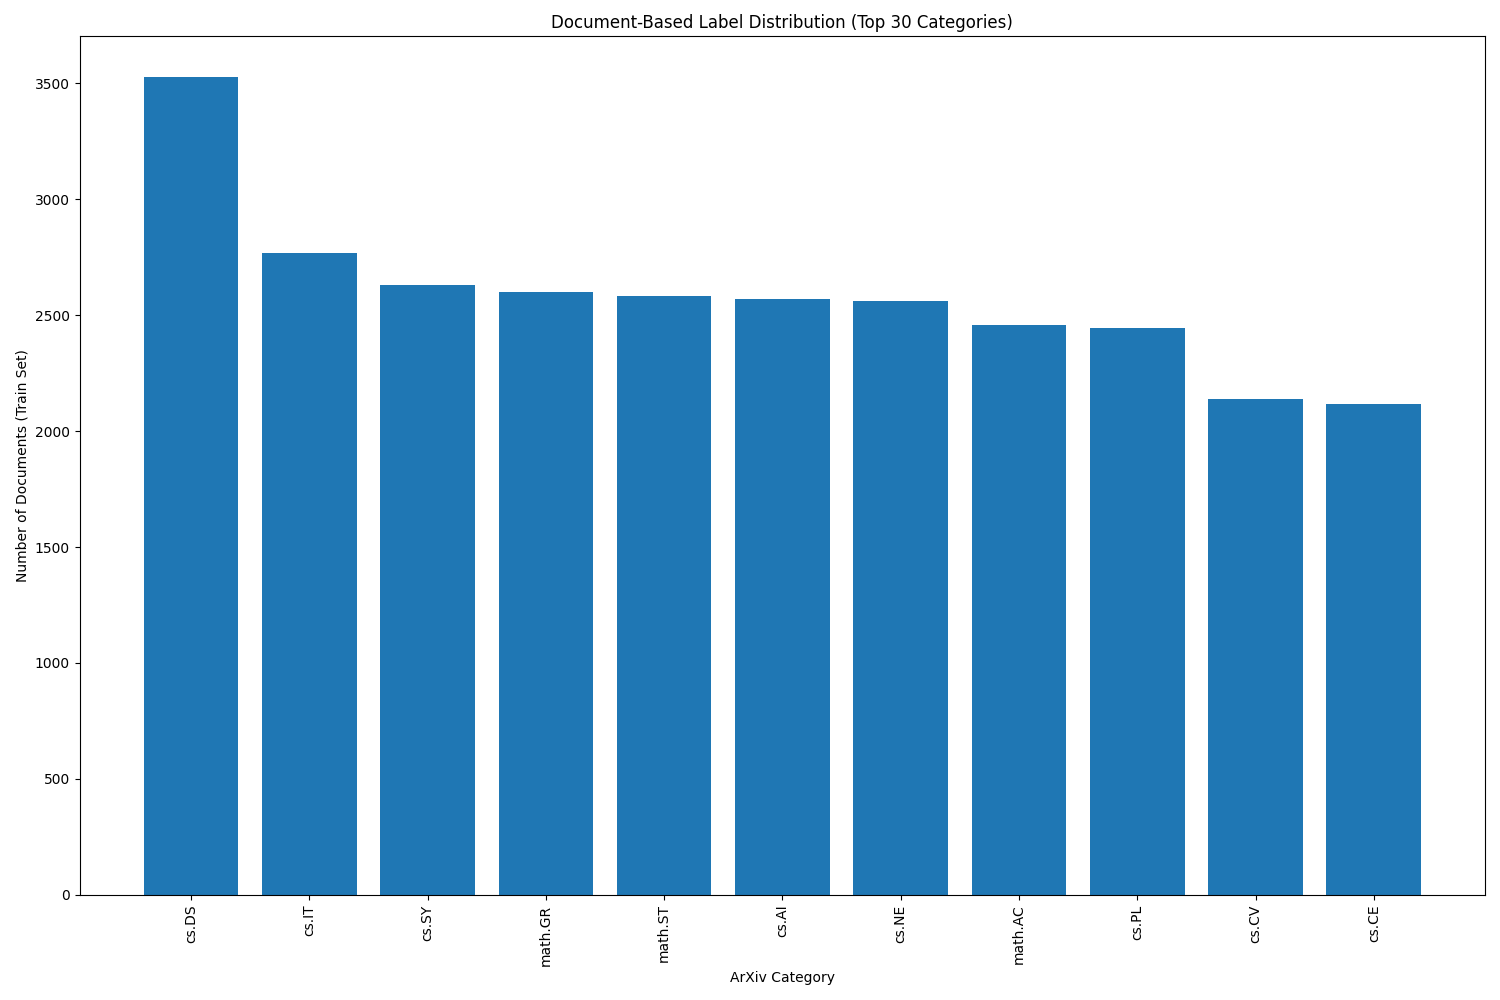 Document-Based Label Distribution (Top 30 Categories)
Number of Documents (Train Set)
3500
3000
2500
2000
1500
1000
500
0
cs.DS
cs.IT
cs.SY
math.GR
math.ST
cs.AI
cs.NE
math.AC
cs.PL
cs.CV
cs.CE
ArXiv Category